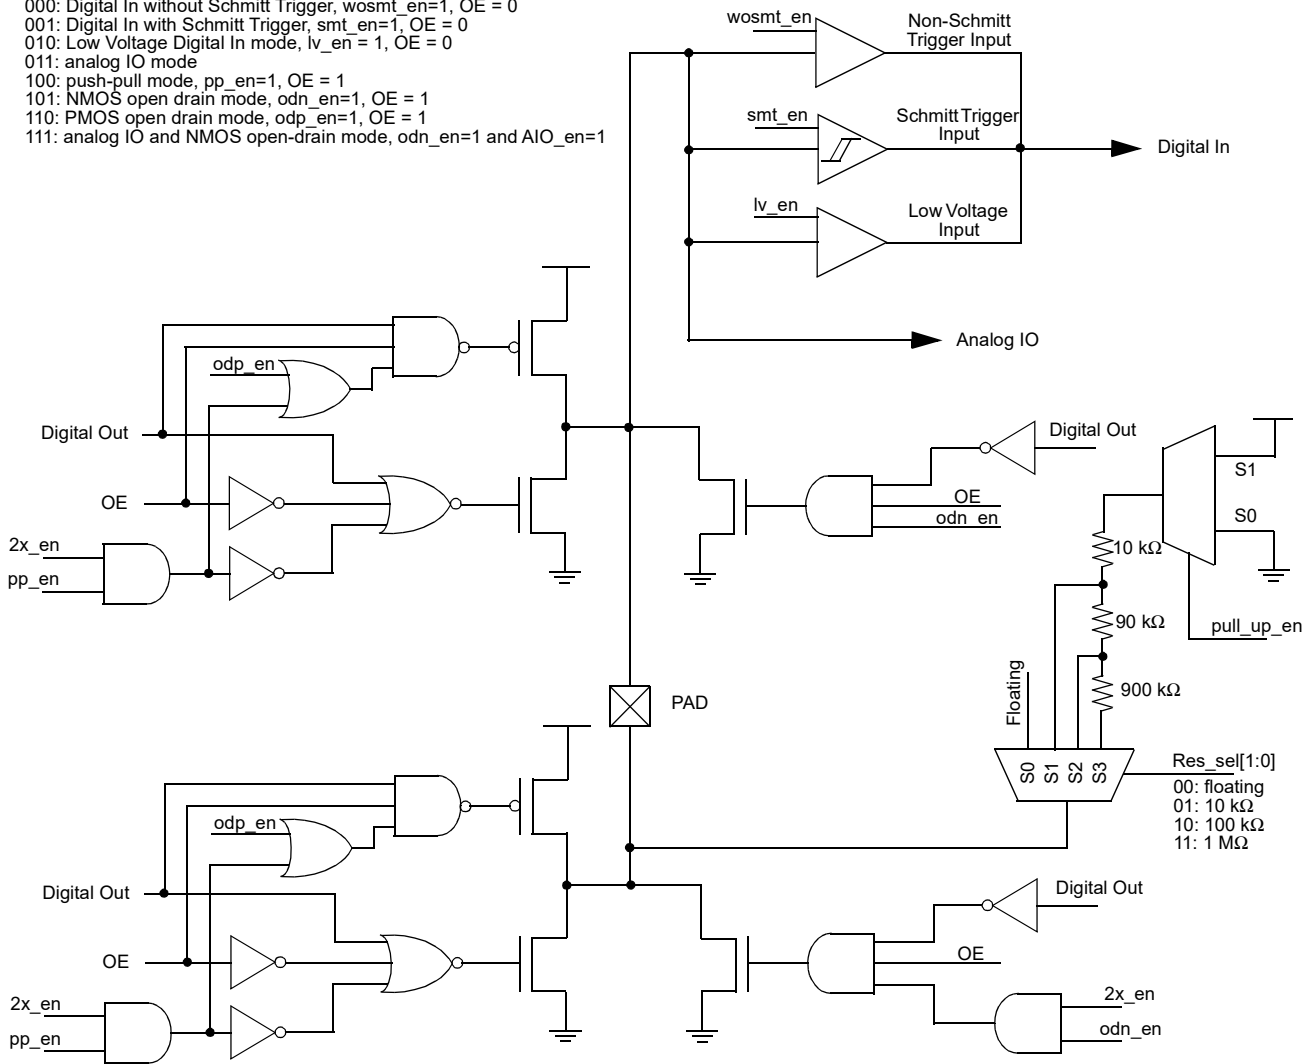 000: Digital In without Schmitt Trigger, wosmt_en=1, OE = 0
001: Digital In with Schmitt Trigger, smt_en=1, OE = 0
010: Low Voltage Digital In mode, lv_en = 1, OE = 0
011: analog IO mode
100: push-pull mode, pp_en=1, OE = 1
101: NMOS open drain mode, odn_en=1, OE = 1
110: PMOS open drain mode, odp_en=1, OE = 1
111: analog IO and NMOS open-drain mode, odn_en=1 and AIO_en=1
wosmt_en
Non-Schmitt
Trigger Input
smt_en
Schmitt Trigger
Input
Digital In
lv_en
Low Voltage
Input
Analog IO
odp_en
Digital Out
OE
2x_en
pp_en
Digital Out
OE
odn_en
S1
S0
10 kΩ
90 kΩ
900 kΩ
pull_up_en
Floating
PAD
S0
S1
S2
S3
Res_sel[1:0]
00: floating
01: 10 kΩ
10: 100 kΩ
11: 1 MΩ
odp_en
Digital Out
OE
2x_en
pp_en
Digital Out
OE
2x_en
odn_en